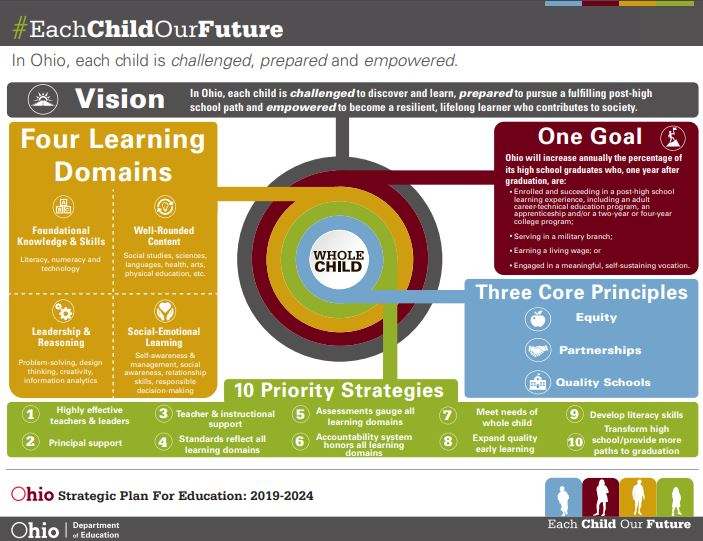 #EachChildOurFuture
In Ohio, each child is challenged, prepared and empowered.
Vision
In Ohio, each child is challenged to discover and learn, prepared to pursue a fulfilling post-high
school path and empowered to become a resilient, lifelong learner who contributes to society.
Four Learning
Domains
Foundational
Knowledge & Skills
Literacy, numeracy and
technology
Well-Rounded
Content
Social studies, sciences,
languages, health, arts,
physical education, etc.
Leadership &
Reasoning
Problem-solving, design
thinking, creativity,
information analytics
Social-Emotional
Learning
Self-awareness &
management, social
awareness, relationship
skills, responsible
decision-making
WHOLE
CHILD
One Goal
Ohio will increase annually the percentage of
its high school graduates who, one year after
graduation, are:
• Enrolled and succeeding in a post-high school
learning experience, including an adult
career-technical education program, an
apprenticeship and/or a two-year or four-year
college program;
• Serving in a military branch;
• Earning a living wage; or
• Engaged in a meaningful, self-sustaining vocation.
Three Core Principles
Equity
Partnerships
Quality Schools
10 Priority Strategies
1 Highly effective
teachers & leaders
2 Principal support
3 Teacher & instructional
support
4 Standards reflect all
learning domains
5 Assessments gauge all
learning domains
6 Accountability system
honors all learning
domains
7 Meet needs of
whole child
8 Expand quality
early learning
9 Develop literacy skills
10 Transform high
school/provide more
paths to graduation
Ohio Strategic Plan For Education: 2019-2024
Each Child Our Future
Ohio | Department
of Education